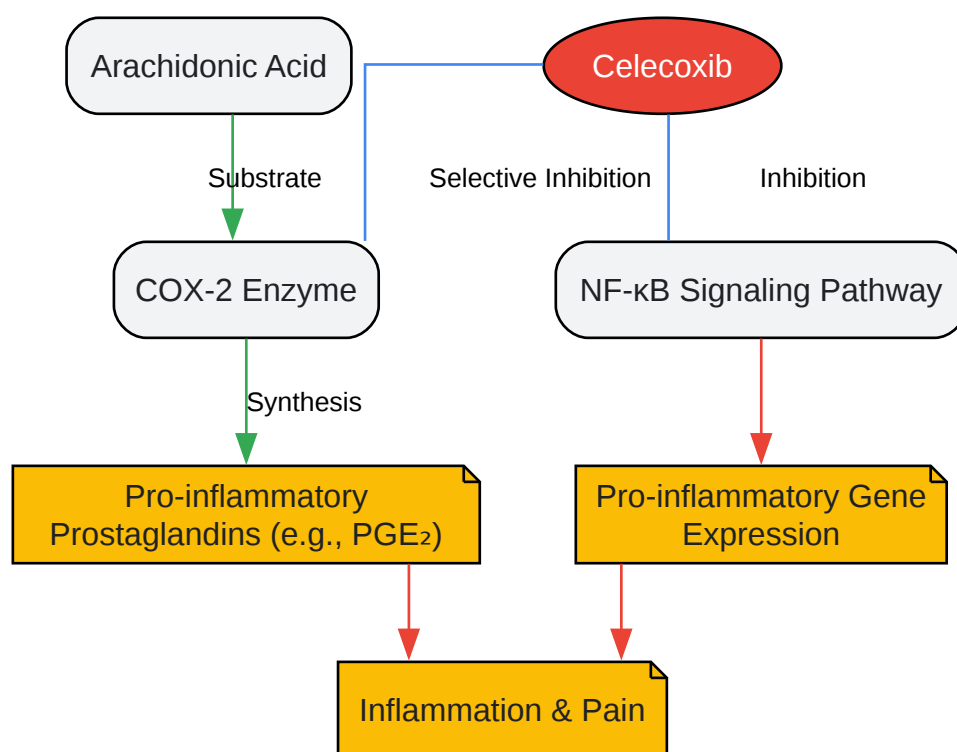 Arachidonic Acid
Celecoxib
Substrate
Selective Inhibition
Inhibition
COX-2 Enzyme
NF-κB Signaling Pathway
Synthesis
Pro-inflammatory
Prostaglandins (e.g., PGE₂)
Pro-inflammatory Gene
Expression
Inflammation & Pain